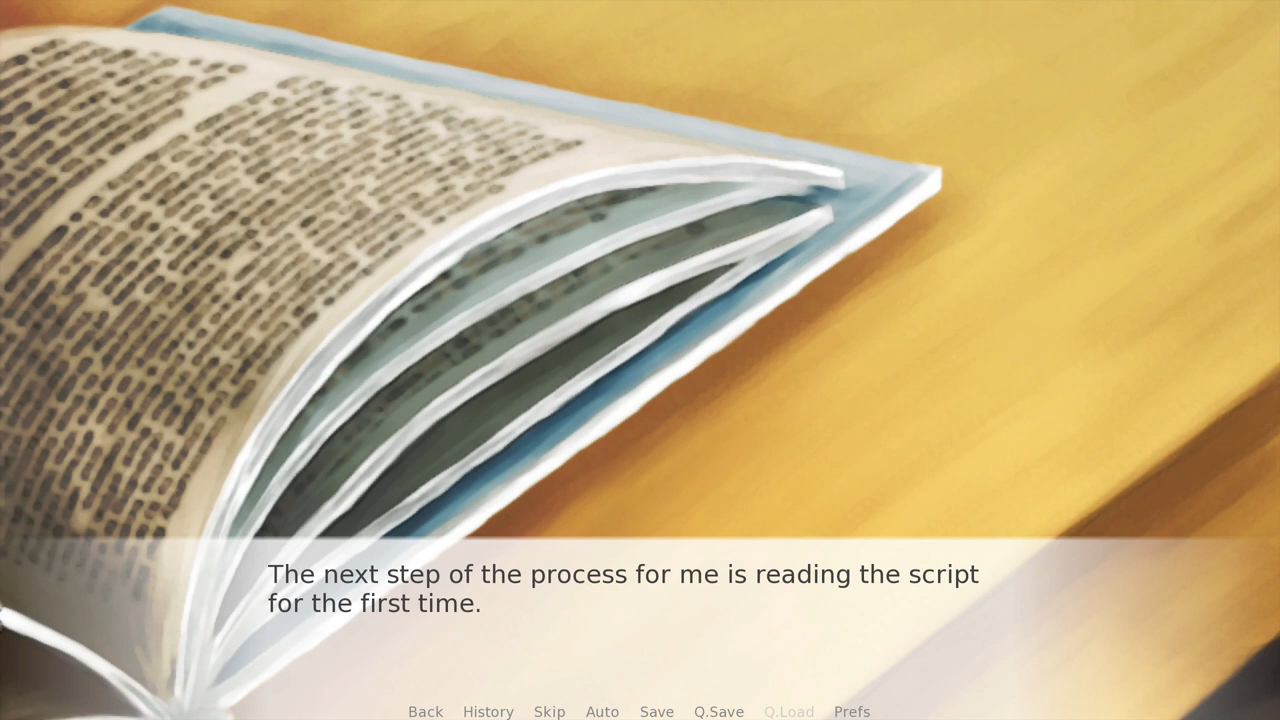 The next step of the process for me is reading the script
for the first time.
Back History Skip Auto Save Q.Save Q.Load Prefs